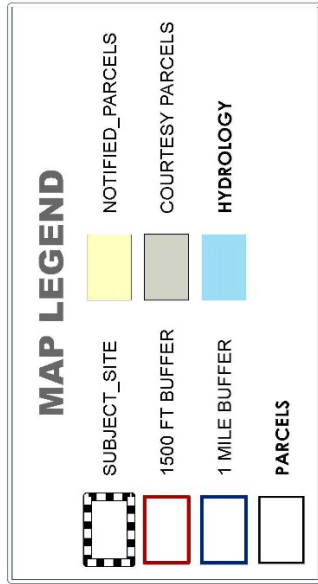 MAP LEGEND
SUBJECT_SITE
NOTIFIED_PARCELS
1500 FT BUFFER
COURTESY PARCELS
1 MILE BUFFER
HYDROLOGY
PARCELS